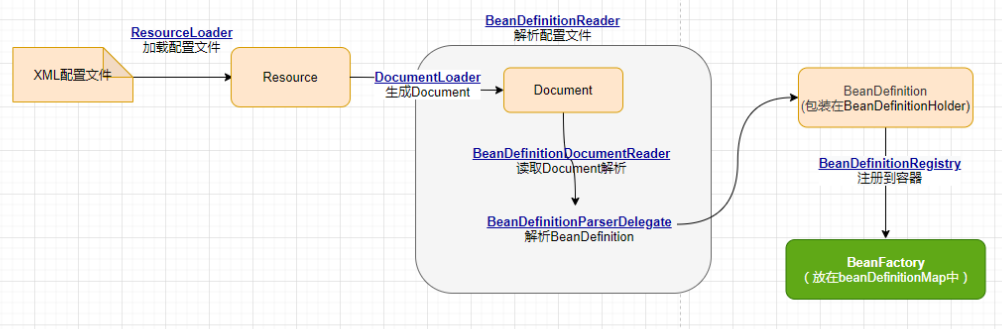 XML配置文件
ResourceLoader
加载配置文件
Resource
DocumentLoader
生成Document
BeanDefinitionReader
解析配置文件
Document
BeanDefinitionDocumentReader
读取Document解析
BeanDefinitionParserDelegate
解析BeanDefinition
BeanDefinition
(包装在BeanDefinitionHolder)
BeanDefinitionRegistry
注册到容器
BeanFactory
（放在beanDefinitionMap中）